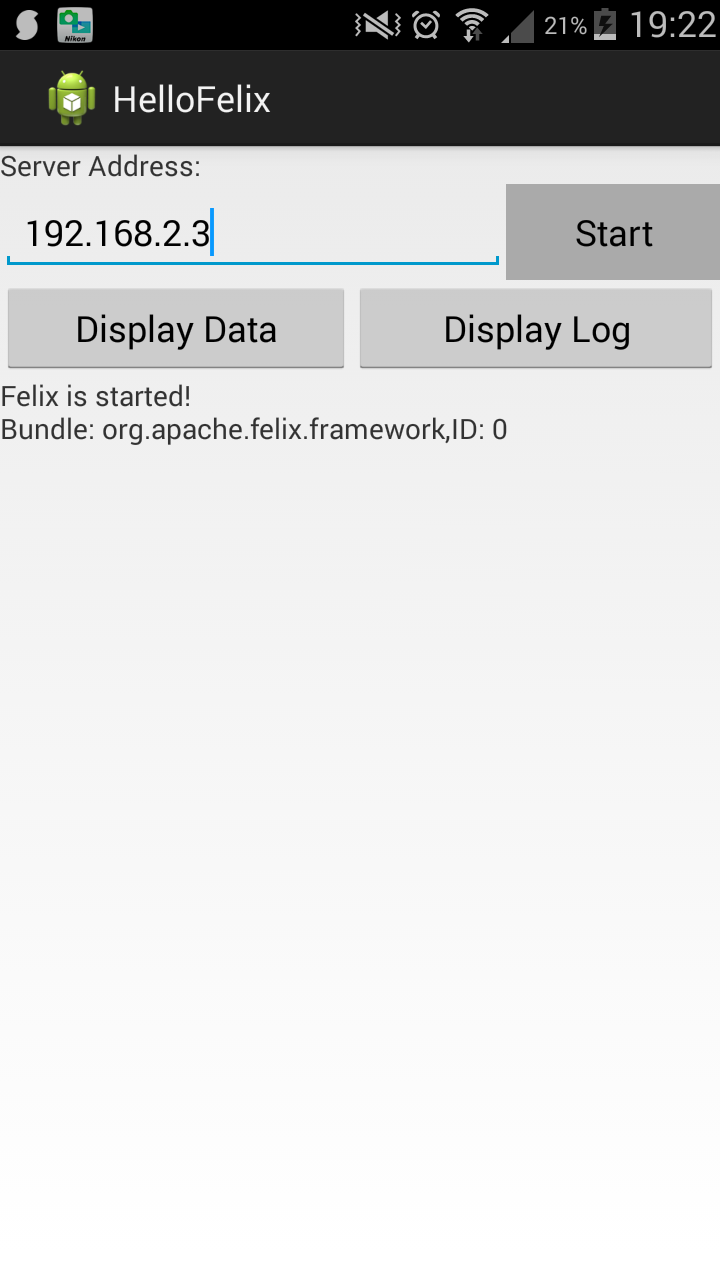 Nikon
21% 19:22
HelloFelix
Server Address:
192.168.2.3 Start
Display Data Display Log
Felix is started!
Bundle: org.apache.felix.framework,ID: 0